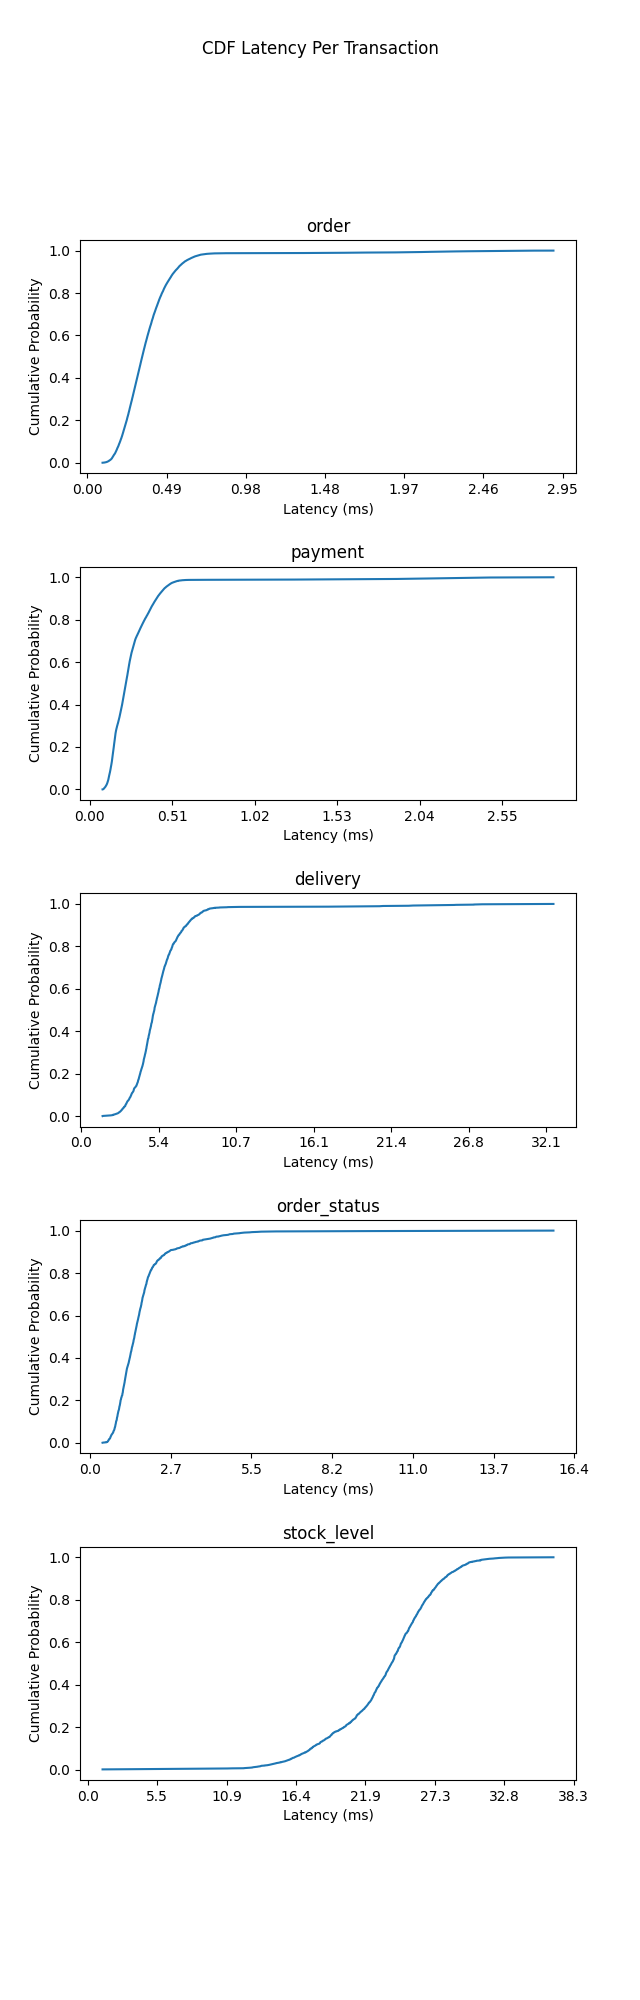 CDF Latency Per Transaction
order
1.0
0.8
0.6
0.4
0.2
0.0
Cumulative Probability
0.00 0.49 0.98 1.48 1.97 2.46 2.95
Latency (ms)
payment
1.0
0.8
0.6
0.4
0.2
0.0
Cumulative Probability
0.00 0.51 1.02 1.53 2.04 2.55
Latency (ms)
delivery
1.0
0.8
0.6
0.4
0.2
0.0
Cumulative Probability
0.0 5.4 10.7 16.1 21.4 26.8 32.1
Latency (ms)
order_status
1.0
0.8
0.6
0.4
0.2
0.0
Cumulative Probability
0.0 2.7 5.5 8.2 11.0 13.7 16.4
Latency (ms)
stock_level
1.0
0.8
0.6
0.4
0.2
0.0
Cumulative Probability
0.0 5.5 10.9 16.4 21.9 27.3 32.8 38.3
Latency (ms)